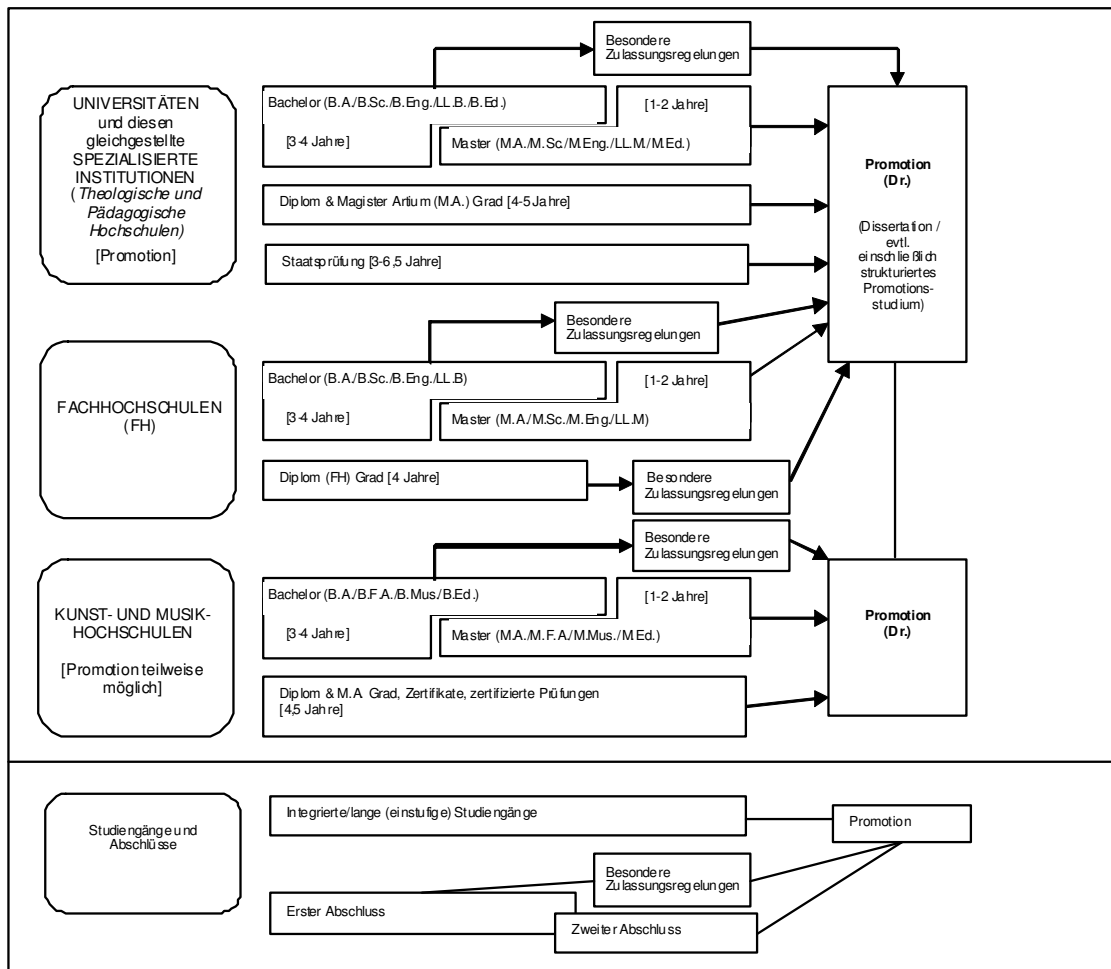 Besondere
Zulassungsregelungen
UNIVERSITÄTEN
und diesen
gleichgestellte
SPEZIALISIERTE
INSTITUTIONEN
(Theologische und
Pädagogische
Hochschulen)
[Promotion]
Bachelor (B.A./B.Sc./B.Eng./LL.B./B.Ed.)
[3-4 Jahre]
[1-2 Jahre]
Master (M.A./M.Sc./M.Eng./LL.M./M.Ed.)
Diplom & Magister Artium (M.A.) Grad [4-5 Jahre]
Staatsprüfung [3-6,5 Jahre]
Promotion
(Dr.)
(Dissertation /
evtl.
einschließlich
strukturiertes
Promotions-
studium)
Besondere
Zulassungsregelungen
FACHHOCHSCHULEN
(FH)
Bachelor (B.A./B.Sc./B.Eng./LL.B)
[3-4 Jahre]
[1-2 Jahre]
Master (M.A./M.Sc./M.Eng./LL.M)
Diplom (FH) Grad [4 Jahre]
Besondere
Zulassungsregelungen
Besondere
Zulassungsregelungen
KUNST- UND MUSIK-
HOCHSCHULEN
[Promotion teilweise
möglich]
Bachelor (B.A./B.F.A./B.Mus./B.Ed.)
[3-4 Jahre]
[1-2 Jahre]
Master (M.A./M.F.A./M.Mus./M.Ed.)
Diplom & M.A. Grad, Zertifikate, zertifizierte Prüfungen
[4,5 Jahre]
Promotion
(Dr.)
Studiengänge und
Abschlüsse
Integrierte/lange (einstufige) Studiengänge
Promotion
Besondere
Zulassungsregelungen
Erster Abschluss
Zweiter Abschluss